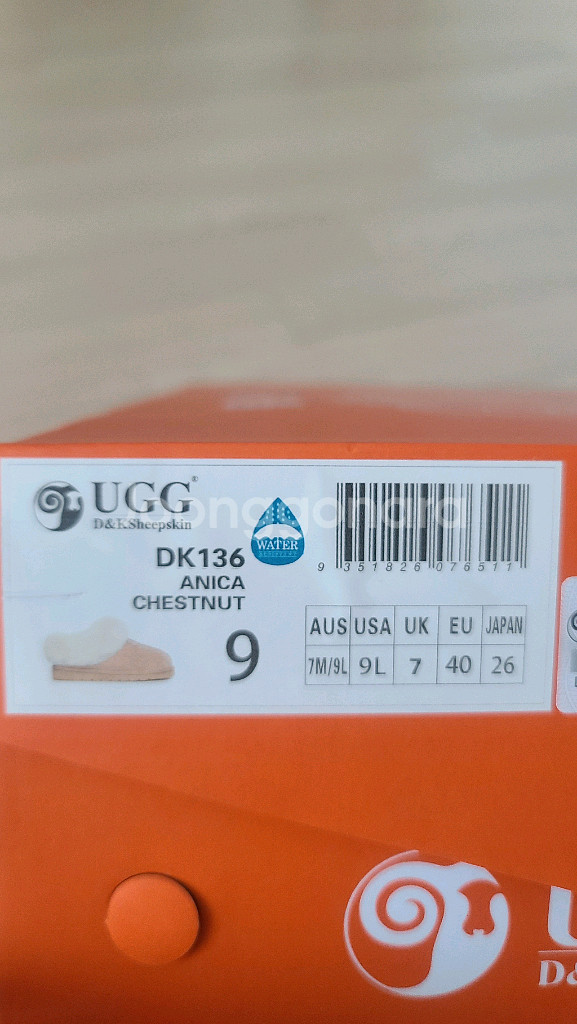 UGG®
D&K Sheepskin
DK136
ANICA
CHESTNUT
9
WATER
9 351826 076511
AUS USA UK EU JAPAN
7M/9L 9L 7 40 26
joonggonara
D&